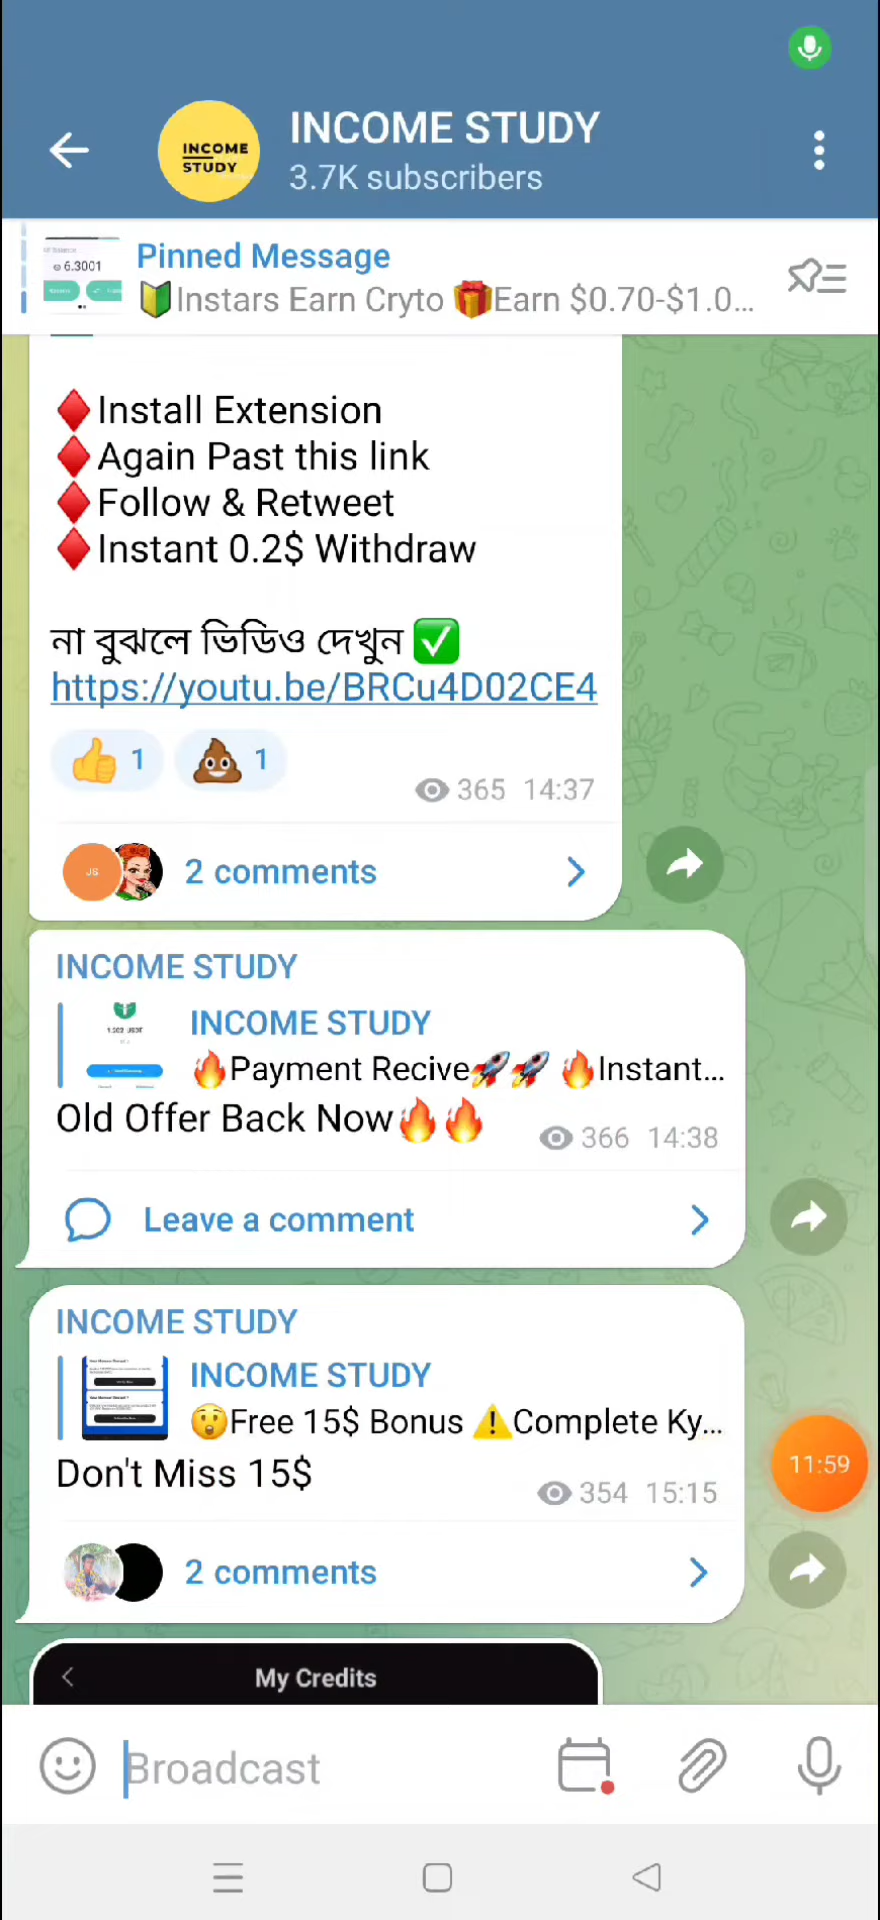 INCOME STUDY
INCOME
STUDY
3.7K subscribers
Pinned Message
6.3001
🔰Instars Earn Cryto 🎁Earn $0.70-$1.0...
♦️Install Extension
♦️Again Past this link
♦️Follow & Retweet
♦️Instant 0.2$ Withdraw
না বুঝলে ভিডিও দেখুন ✅
https://youtu.be/BRCu4D02CE4
👍 1 💩 1
365 14:37
JS
2 comments
INCOME STUDY
INCOME STUDY
🔥Payment Recive🚀🚀 🔥Instant...
Old Offer Back Now🔥🔥
366 14:38
Leave a comment
INCOME STUDY
INCOME STUDY
😲Free 15$ Bonus ⚠️Complete Ky...
Don't Miss 15$
354 15:15
11:59
2 comments
My Credits
Broadcast